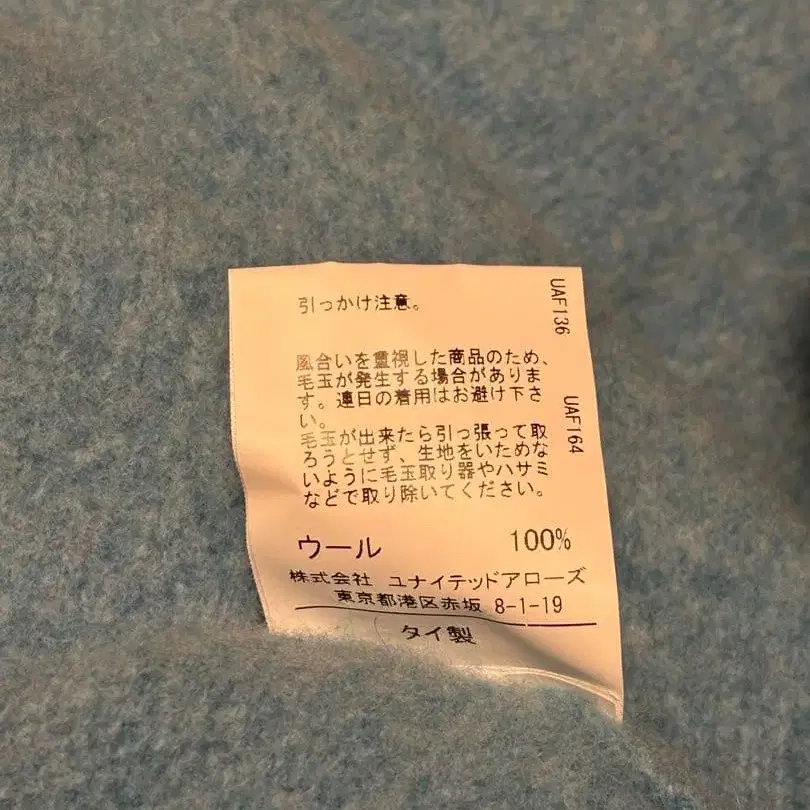 引っかけ注意。
UAF136
風合いを重視した商品のため、
毛玉が発生する場合がありま
す。連日の着用はお避け下さ
い。
UAF164
毛玉が出来たら引っ張って取
ろうとせず、生地をいためな
いように毛玉取り器やハサミ
などで取り除いてください。
ウール 100%
株式会社 ユナイテッドアローズ
東京都港区赤坂 8-1-19
タイ製